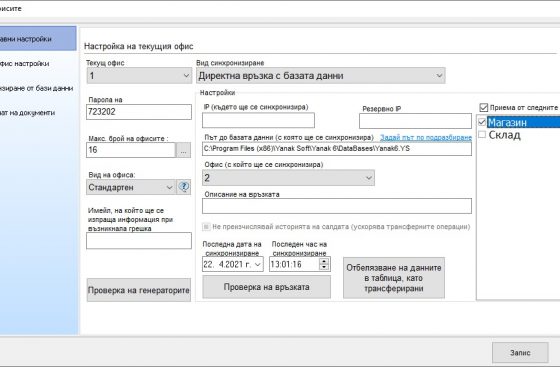 рисите
авни настройки
фис настройки
изиране от бази данни
ат на документи
Настройка на текущия офис
Текущ офис
1
Вид синхронизиране
Директна връзка с базата данни
Парола на
723202
Макс. брой на офисите :
16
...
Вид на офиса:
Стандартен
?
Имейл, на който ще се
изпраща информация при
възникнала грешка
Проверка на генераторите
Настройки
IP (където ще се синхронизира)
Резервно IP
Път до базата данни (с която ще се синхронизира)
Задай път по подразбиране
C:\Program Files (x86)\Yanak Soft\Yanak 6\DataBases\Yanak6.YS
Офис (с който ще се синхронизира)
2
Описание на връзката
Не преизчислявай историята на салдата (ускорява трансферните операции)
Последна дата на
синхронизиране
22. 4.2021 г.
Последен час на
синхронизиране
13:01:16
Проверка на връзката
Отбелязване на данните
в таблица, като
трансферирани
Приема от следните
Магазин
Склад
Запис